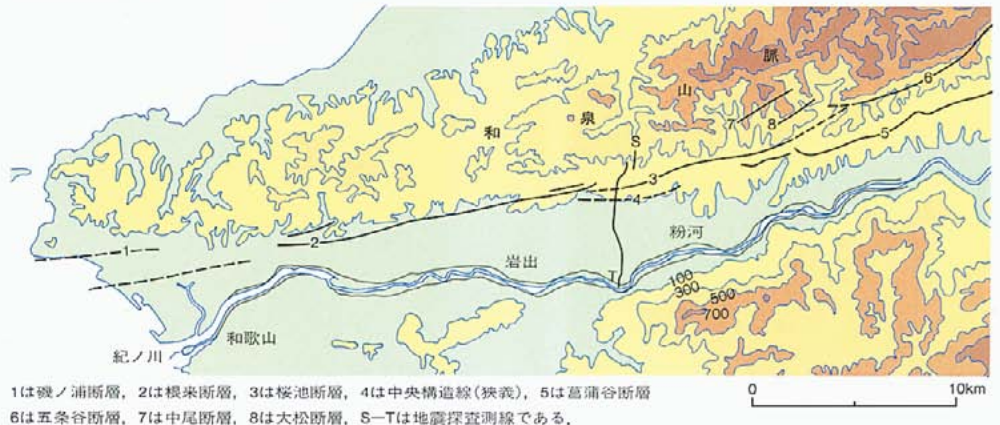 脈
山
泉
和
S
6
7
8
5
3
4
2
1
粉河
岩出
T
100
300
500
700
和歌山
紀ノ川
1は磯ノ浦断層，2は根来断層，3は桜池断層，4は中央構造線(狭義)，5は菖蒲谷断層
6は五条谷断層，7は中尾断層，8は大松断層，S−Tは地震探査測線である．
0 10km